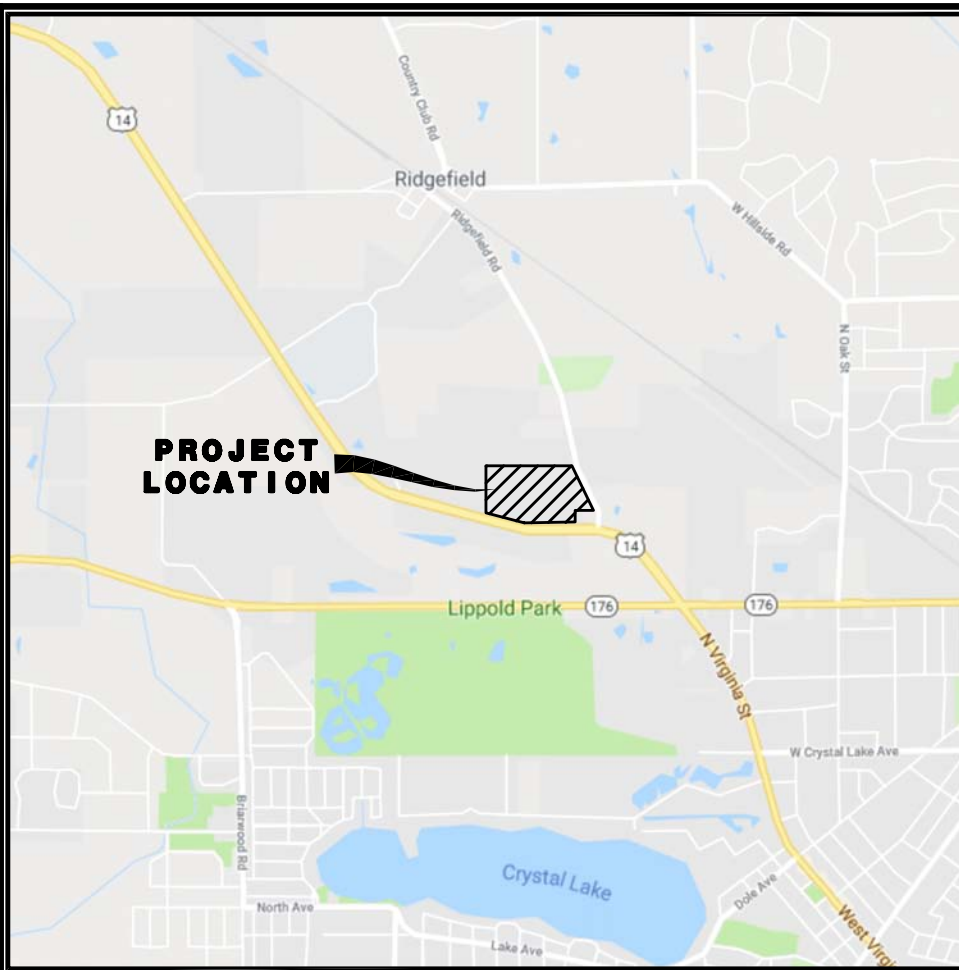 14
Country Club Rd
Ridgefield
W Hillside Rd
Ridgefield Rd
N Oak St
PROJECT
LOCATION
14
Lippold Park
176
176
N Virginia St
W Crystal Lake Ave
Briarwood Rd
Crystal Lake
Dole Ave
North Ave
West Virgi
Lake Ave